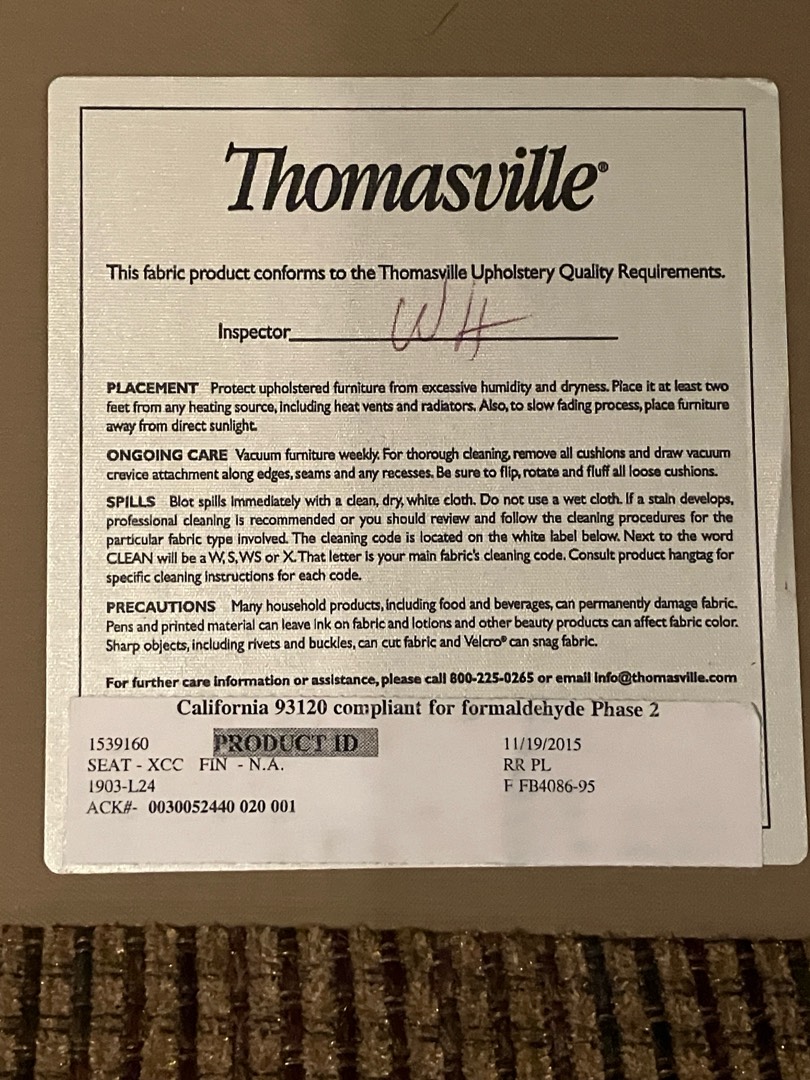 Thomasville®
This fabric product conforms to the Thomasville Upholstery Quality Requirements.
Inspector WH
PLACEMENT Protect upholstered furniture from excessive humidity and dryness. Place it at least two
feet from any heating source, including heat vents and radiators. Also, to slow fading process, place furniture
away from direct sunlight.
ONGOING CARE Vacuum furniture weekly. For thorough cleaning, remove all cushions and draw vacuum
crevice attachment along edges, seams and any recesses. Be sure to flip, rotate and fluff all loose cushions.
SPILLS Blot spills immediately with a clean, dry, white cloth. Do not use a wet cloth. If a stain develops,
professional cleaning is recommended or you should review and follow the cleaning procedures for the
particular fabric type involved. The cleaning code is located on the white label below. Next to the word
CLEAN will be a W, S, WS or X. That letter is your main fabric's cleaning code. Consult product hangtag for
specific cleaning instructions for each code.
PRECAUTIONS Many household products, including food and beverages, can permanently damage fabric.
Pens and printed material can leave ink on fabric and lotions and other beauty products can affect fabric color.
Sharp objects, including rivets and buckles, can cut fabric and Velcro® can snag fabric.
For further care information or assistance, please call 800-225-0265 or email info@thomasville.com
California 93120 compliant for formaldehyde Phase 2
1539160 PRODUCT ID 11/19/2015
SEAT - XCC FIN - N.A. RR PL
1903-L24 F FB4086-95
ACK#- 0030052440 020 001